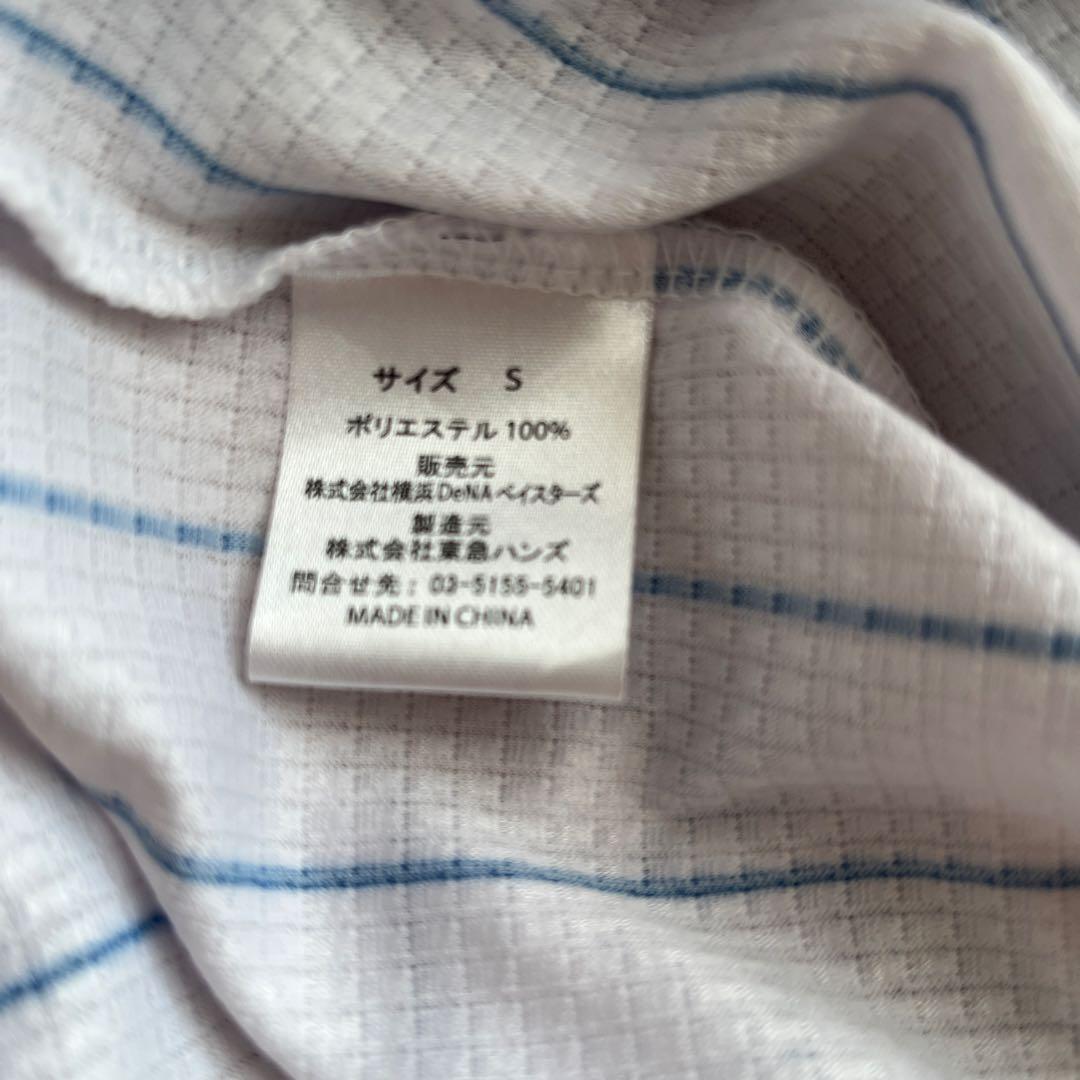 サイズ S
ポリエステル 100%
販売元
株式会社横浜DeNAベイスターズ
製造元
株式会社東急ハンズ
問合せ先：03-5155-5401
MADE IN CHINA